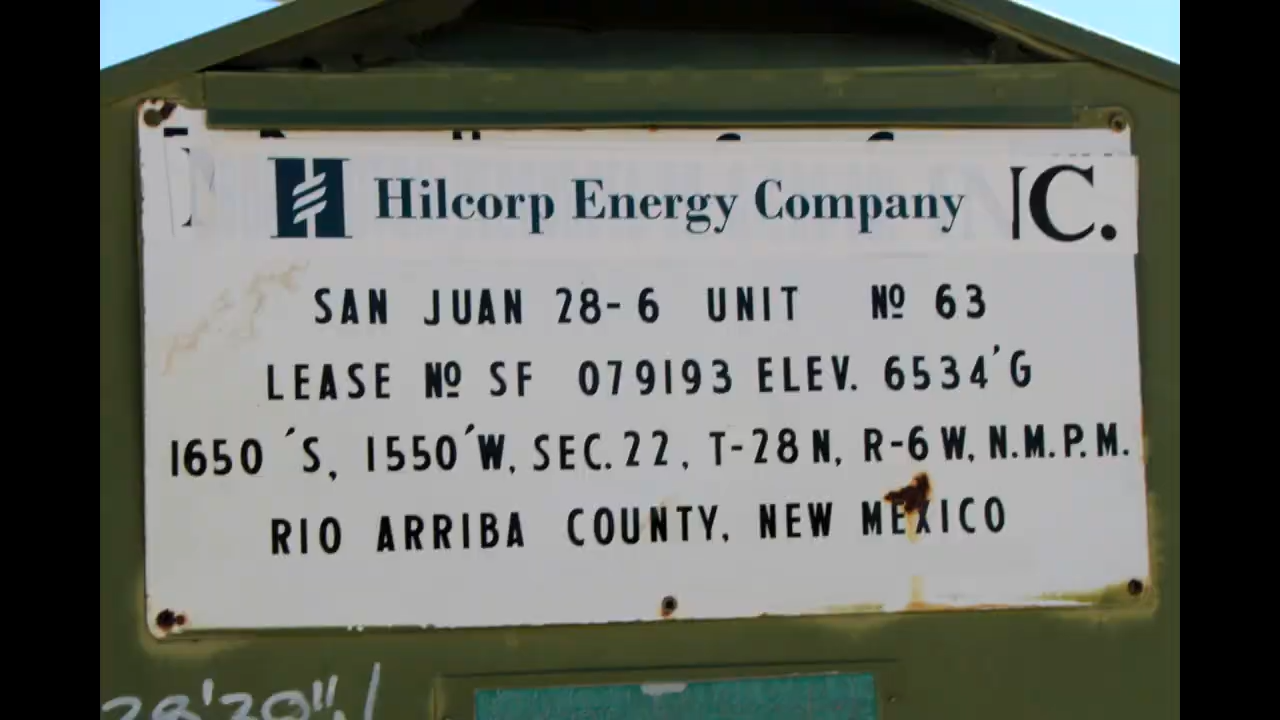 Hilcorp Energy Company C.
SAN JUAN 28-6 UNIT Nº 63
LEASE Nº SF 079193 ELEV. 6534'G
1650 'S, 1550'W, SEC. 22, T-28 N, R-6 W, N.M.P.M.
RIO ARRIBA COUNTY, NEW MEXICO